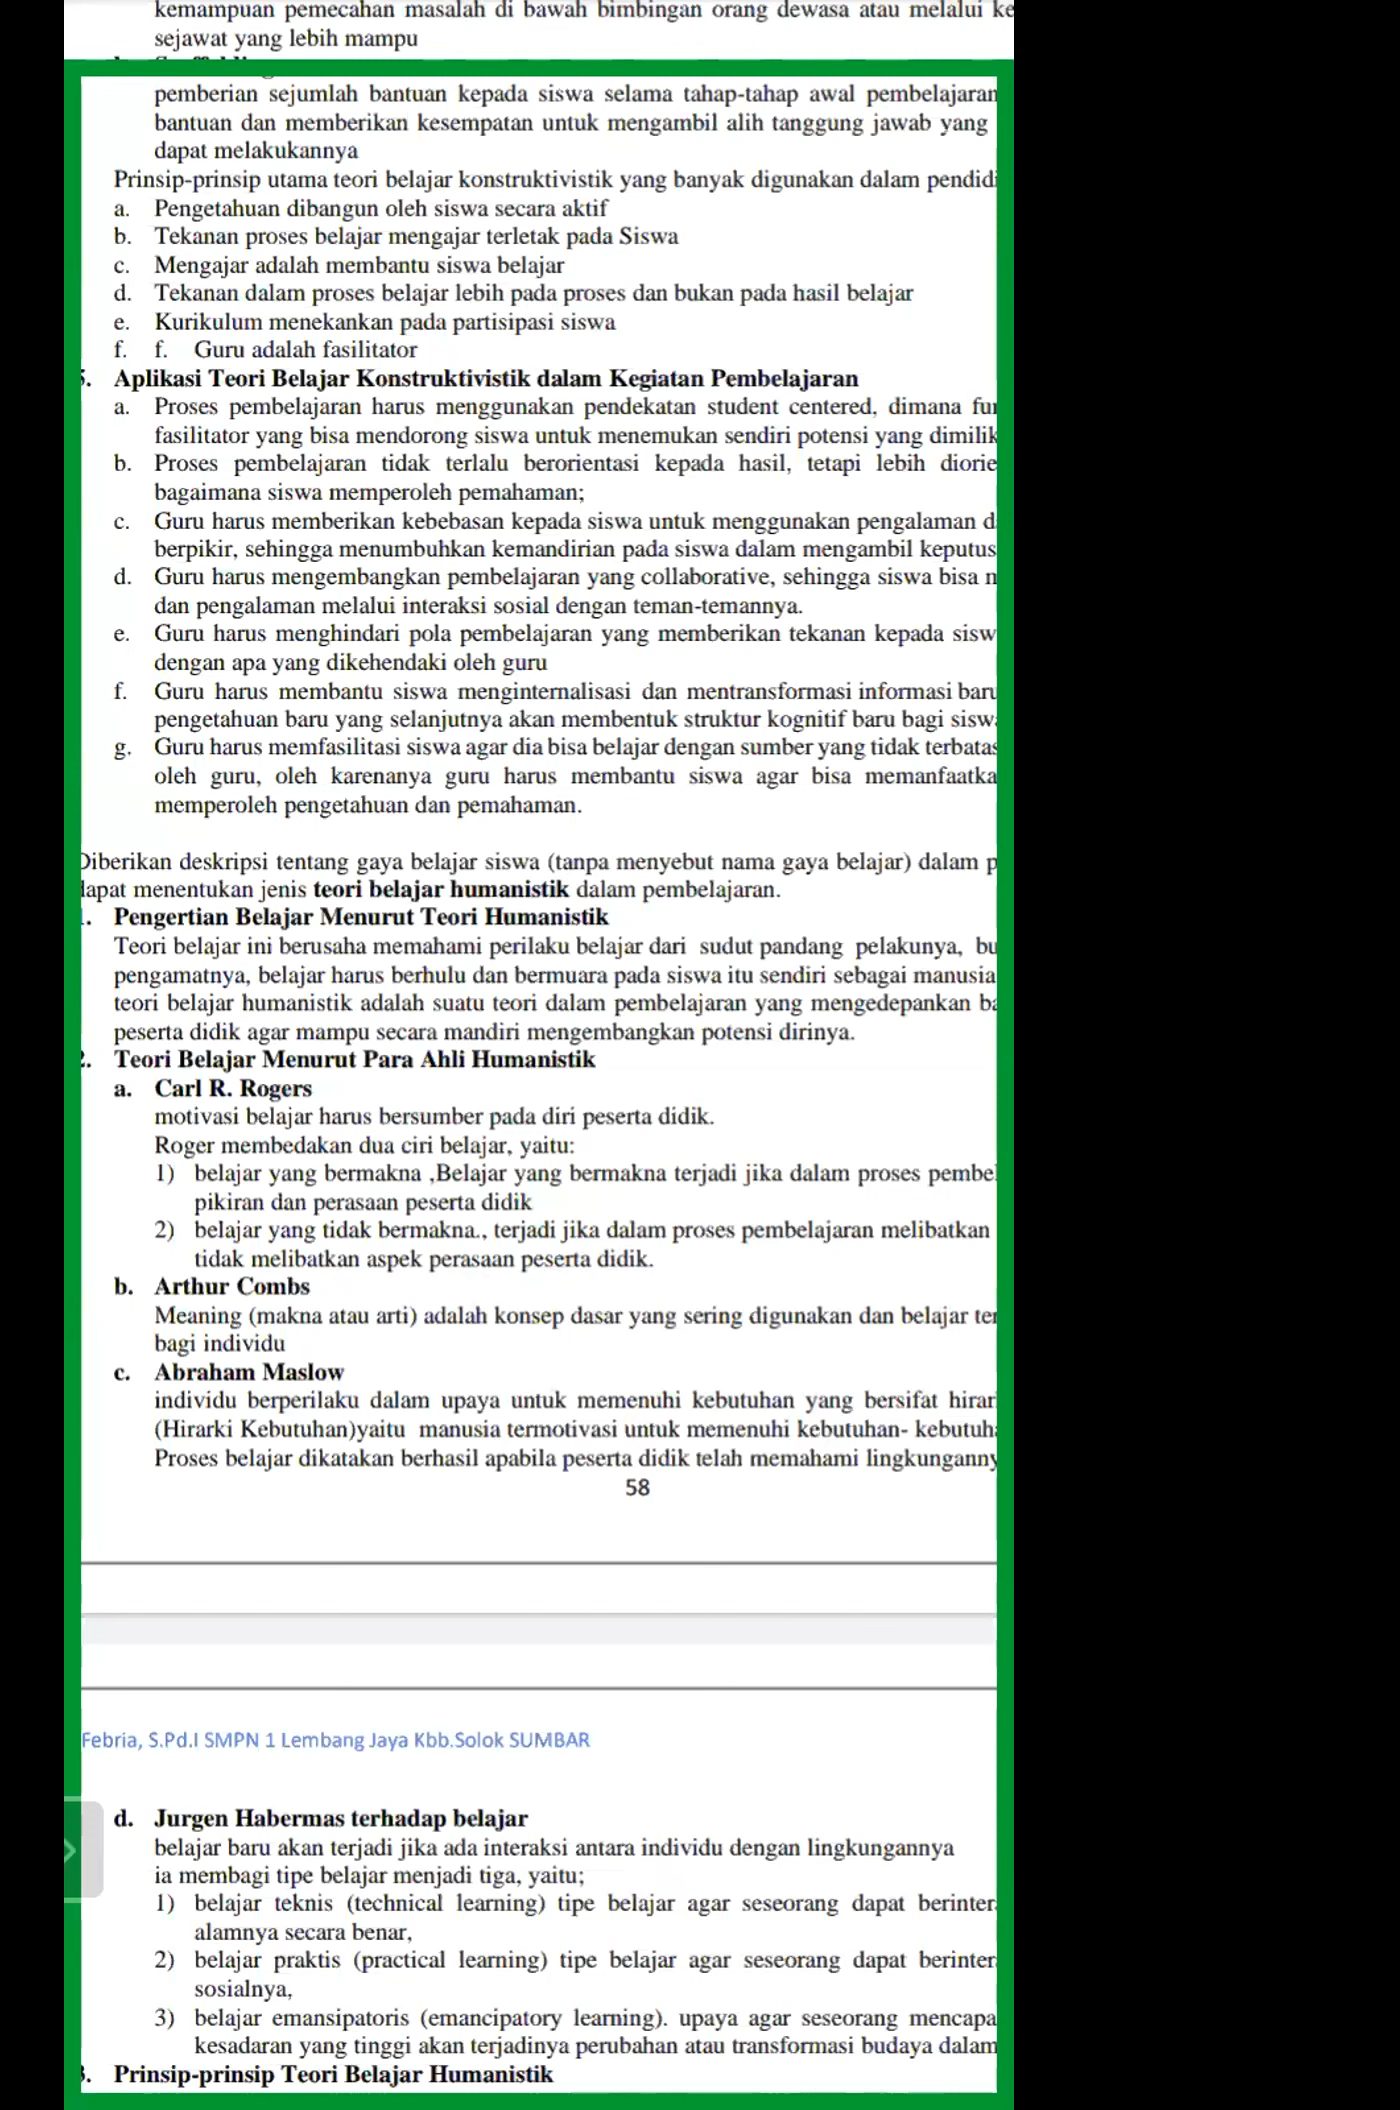 kemampuan pemecahan masalah di bawah bimbingan orang dewasa atau melalui ke
sejawat yang lebih mampu
pemberian sejumlah bantuan kepada siswa selama tahap-tahap awal pembelajaran
bantuan dan memberikan kesempatan untuk mengambil alih tanggung jawab yang
dapat melakukannya
Prinsip-prinsip utama teori belajar konstruktivistik yang banyak digunakan dalam pendidi
a. Pengetahuan dibangun oleh siswa secara aktif
b. Tekanan proses belajar mengajar terletak pada Siswa
c. Mengajar adalah membantu siswa belajar
d. Tekanan dalam proses belajar lebih pada proses dan bukan pada hasil belajar
e. Kurikulum menekankan pada partisipasi siswa
f. f. Guru adalah fasilitator
5. Aplikasi Teori Belajar Konstruktivistik dalam Kegiatan Pembelajaran
a. Proses pembelajaran harus menggunakan pendekatan student centered, dimana fun
fasilitator yang bisa mendorong siswa untuk menemukan sendiri potensi yang dimilik
b. Proses pembelajaran tidak terlalu berorientasi kepada hasil, tetapi lebih diorie
bagaimana siswa memperoleh pemahaman;
c. Guru harus memberikan kebebasan kepada siswa untuk menggunakan pengalaman d
berpikir, sehingga menumbuhkan kemandirian pada siswa dalam mengambil keputus
d. Guru harus mengembangkan pembelajaran yang collaborative, sehingga siswa bisa
dan pengalaman melalui interaksi sosial dengan teman-temannya.
e. Guru harus menghindari pola pembelajaran yang memberikan tekanan kepada sisw
dengan apa yang dikehendaki oleh guru
f. Guru harus membantu siswa menginternalisasi dan mentransformasi informasi baru
pengetahuan baru yang selanjutnya akan membentuk struktur kognitif baru bagi sisw
g. Guru harus memfasilitasi siswa agar dia bisa belajar dengan sumber yang tidak terbatas
oleh guru, oleh karenanya guru harus membantu siswa agar bisa memanfaatka
memperoleh pengetahuan dan pemahaman.
Diberikan deskripsi tentang gaya belajar siswa (tanpa menyebut nama gaya belajar) dalam p
dapat menentukan jenis teori belajar humanistik dalam pembelajaran.
1. Pengertian Belajar Menurut Teori Humanistik
Teori belajar ini berusaha memahami perilaku belajar dari sudut pandang pelakunya, bu
pengamatnya, belajar harus berhulu dan bermuara pada siswa itu sendiri sebagai manusia
teori belajar humanistik adalah suatu teori dalam pembelajaran yang mengedepankan ba
peserta didik agar mampu secara mandiri mengembangkan potensi dirinya.
2. Teori Belajar Menurut Para Ahli Humanistik
a. Carl R. Rogers
motivasi belajar harus bersumber pada diri peserta didik.
Roger membedakan dua ciri belajar, yaitu:
1) belajar yang bermakna ,Belajar yang bermakna terjadi jika dalam proses pembel
pikiran dan perasaan peserta didik
2) belajar yang tidak bermakna., terjadi jika dalam proses pembelajaran melibatkan
tidak melibatkan aspek perasaan peserta didik.
b. Arthur Combs
Meaning (makna atau arti) adalah konsep dasar yang sering digunakan dan belajar ter
bagi individu
c. Abraham Maslow
individu berperilaku dalam upaya untuk memenuhi kebutuhan yang bersifat hirar
(Hirarki Kebutuhan)yaitu manusia termotivasi untuk memenuhi kebutuhan- kebutuha
Proses belajar dikatakan berhasil apabila peserta didik telah memahami lingkunganny
58
Febria, S.Pd.I SMPN 1 Lembang Jaya Kbb.Solok SUMBAR
d. Jurgen Habermas terhadap belajar
belajar baru akan terjadi jika ada interaksi antara individu dengan lingkungannya
ia membagi tipe belajar menjadi tiga, yaitu;
1) belajar teknis (technical learning) tipe belajar agar seseorang dapat berinter
alamnya secara benar,
2) belajar praktis (practical learning) tipe belajar agar seseorang dapat berinter
sosialnya,
3) belajar emansipatoris (emancipatory learning). upaya agar seseorang mencapa
kesadaran yang tinggi akan terjadinya perubahan atau transformasi budaya dalam
3. Prinsip-prinsip Teori Belajar Humanistik